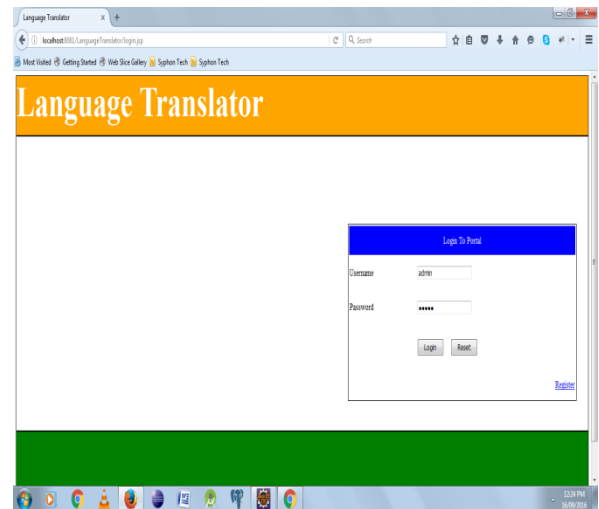 Language Translator x +
localhost:8081/LanguageTranslator/login.jsp Search
Most Visited Getting Started Web Slice Gallery Syphon Tech Syphon Tech
Language Translator
Login To Portal
Username admin
Password •••••
Login Reset
Register
12:24 PM
16/09/2016